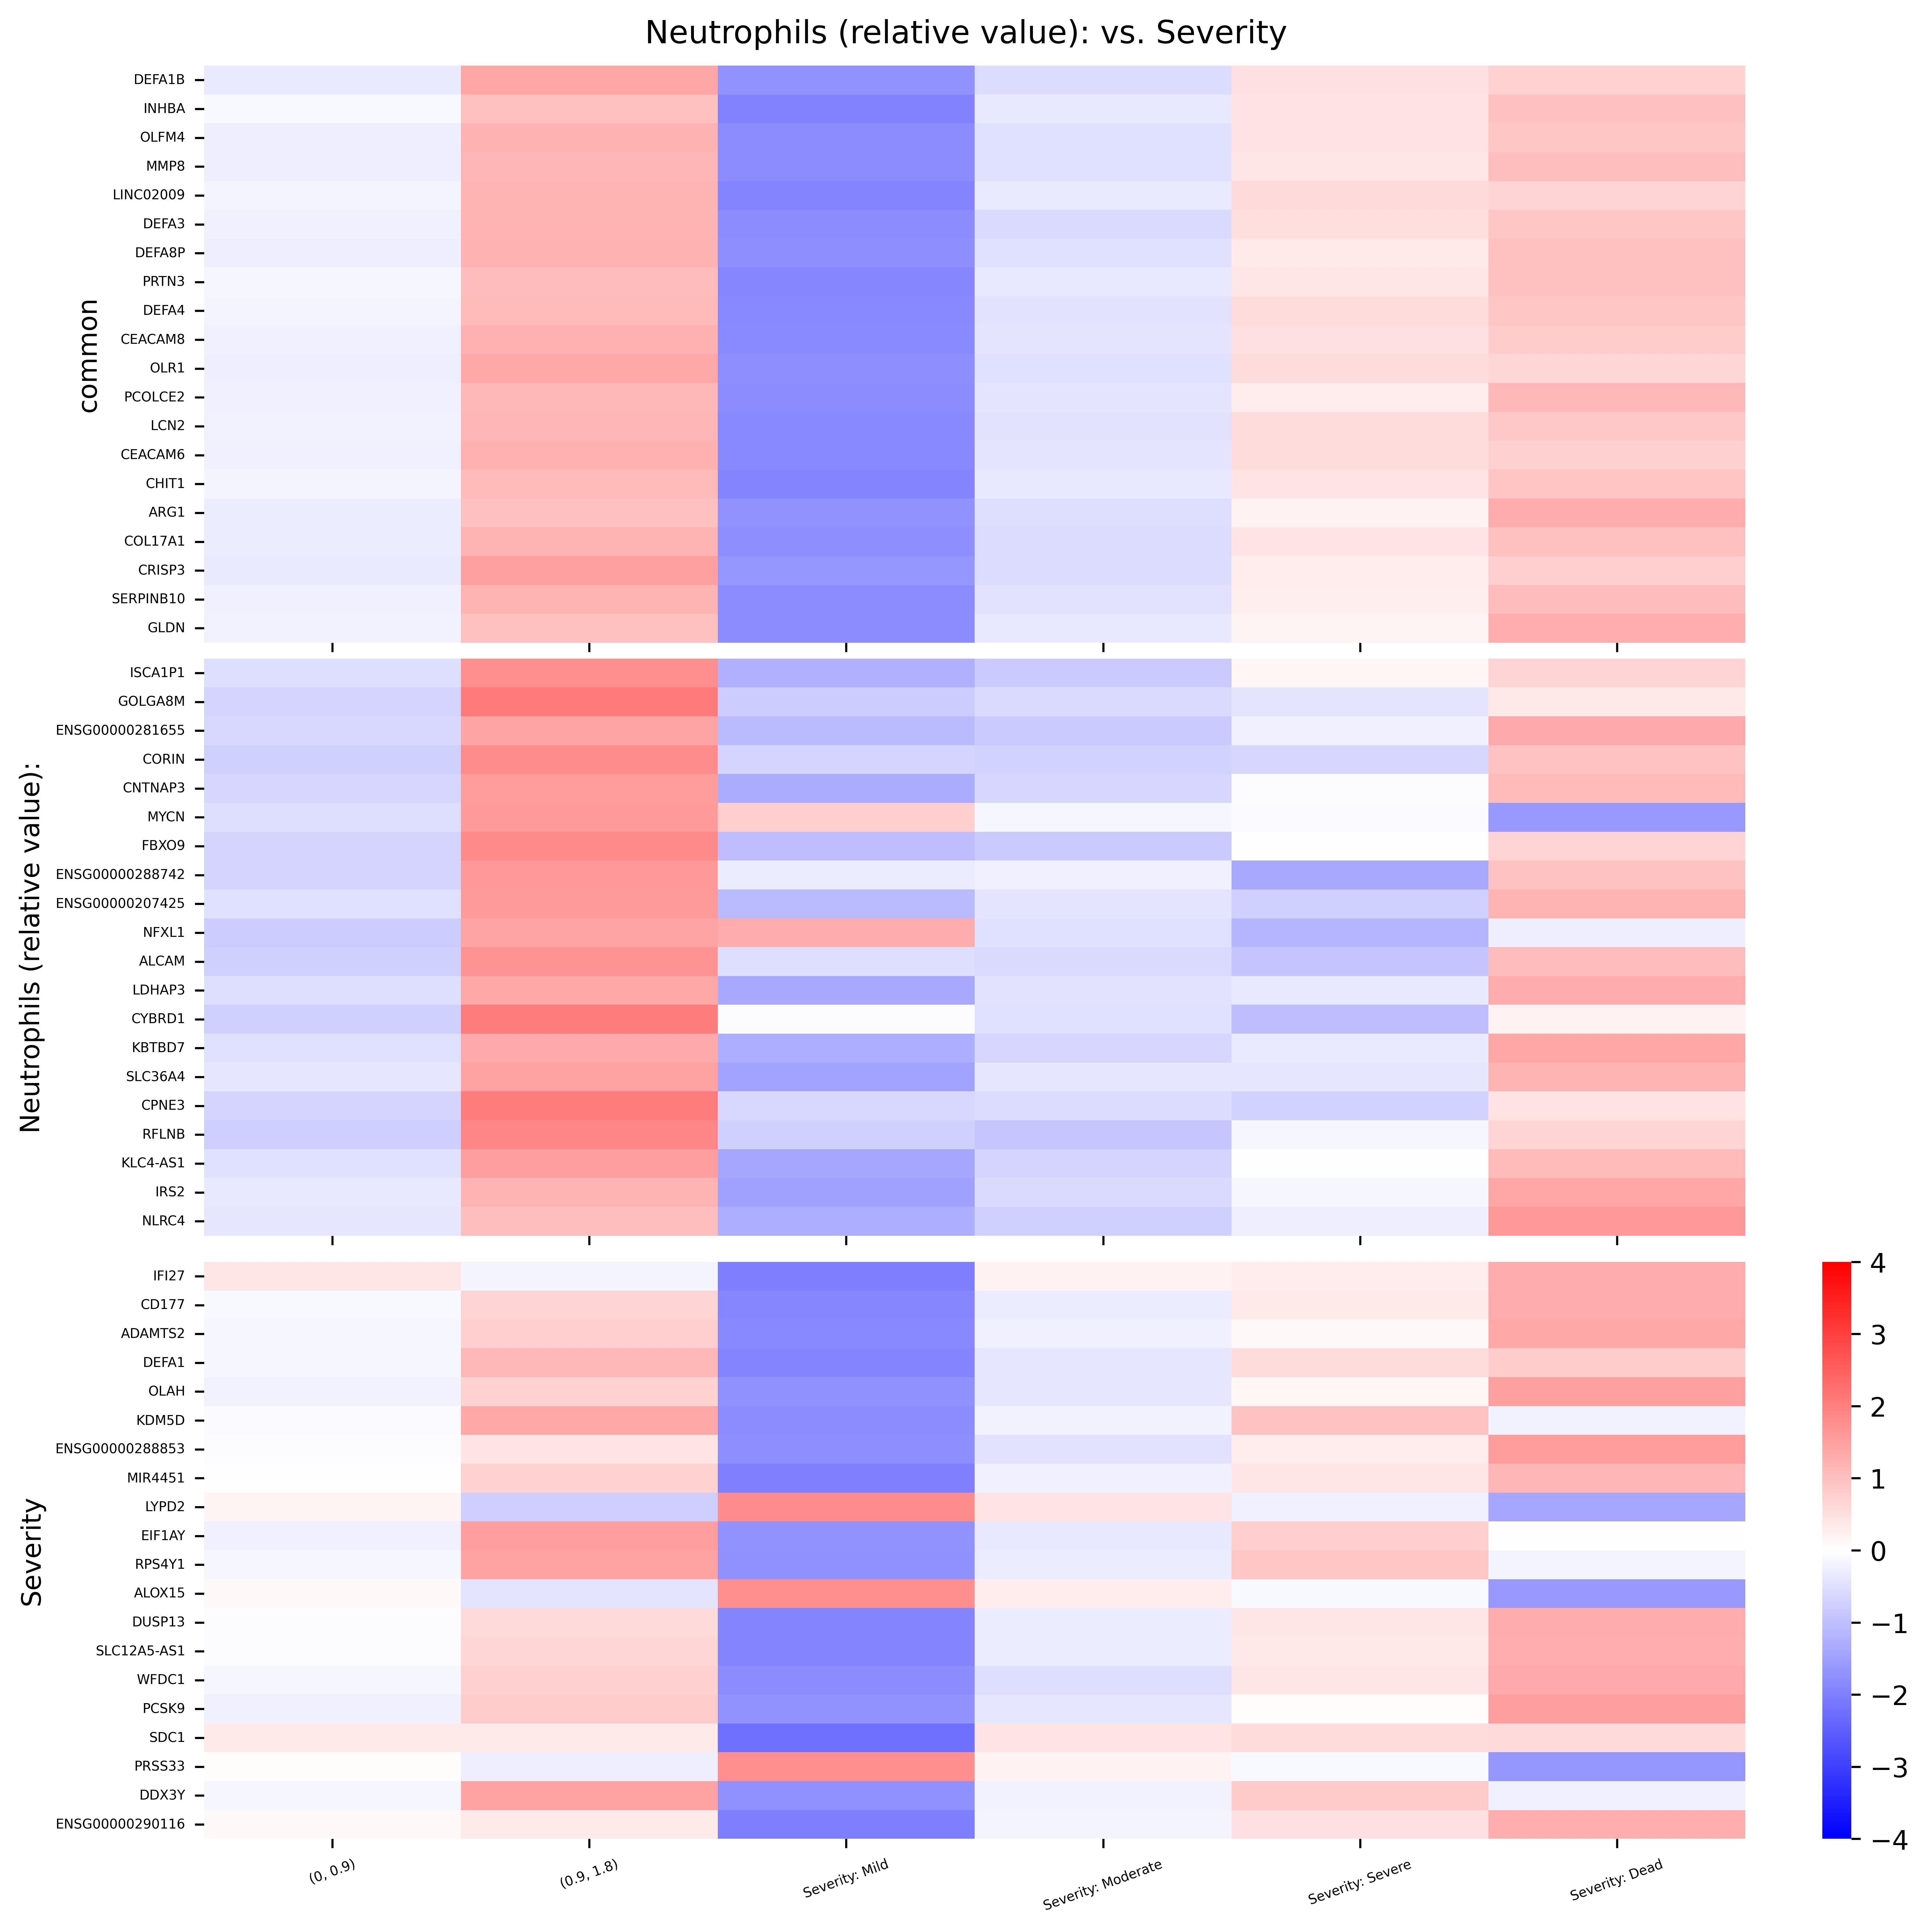 Neutrophils (relative value): vs. Severity
common
DEFA1B
INHBA
OLFM4
MMP8
LINC02009
DEFA3
DEFA8P
PRTN3
DEFA4
CEACAM8
OLR1
PCOLCE2
LCN2
CEACAM6
CHIT1
ARG1
COL17A1
CRISP3
SERPINB10
GLDN
Neutrophils (relative value):
ISCA1P1
GOLGA8M
ENSG00000281655
CORIN
CNTNAP3
MYCN
FBXO9
ENSG00000288742
ENSG00000207425
NFXL1
ALCAM
LDHAP3
CYBRD1
KBTBD7
SLC36A4
CPNE3
RFLNB
KLC4-AS1
IRS2
NLRC4
Severity
IFI27
CD177
ADAMTS2
DEFA1
OLAH
KDM5D
ENSG00000288853
MIR4451
LYPD2
EIF1AY
RPS4Y1
ALOX15
DUSP13
SLC12A5-AS1
WFDC1
PCSK9
SDC1
PRSS33
DDX3Y
ENSG00000290116
(0, 0.9)
(0.9, 1.8)
Severity: Mild
Severity: Moderate
Severity: Severe
Severity: Dead
4
3
2
1
0
−1
−2
−3
−4